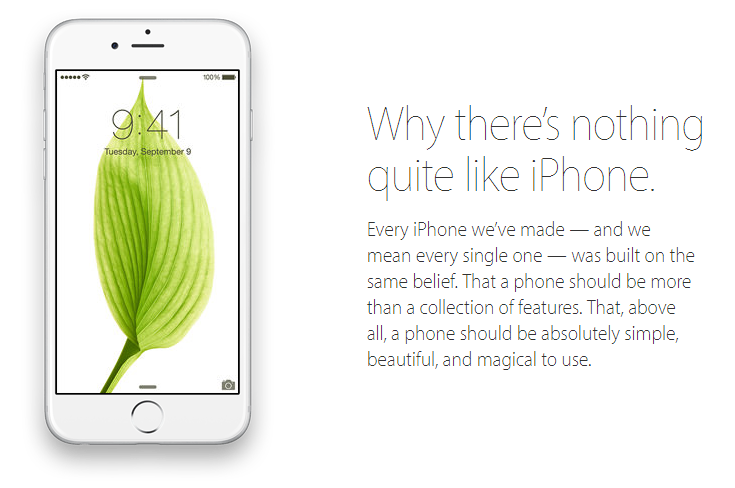 100%
9:41
Tuesday, September 9
Why there's nothing
quite like iPhone.
Every iPhone we've made — and we
mean every single one — was built on the
same belief. That a phone should be more
than a collection of features. That, above
all, a phone should be absolutely simple,
beautiful, and magical to use.